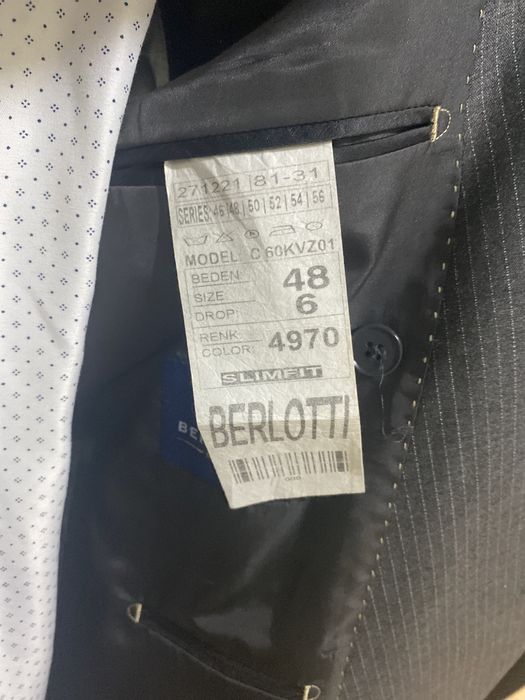 271221 81-31
SERIES 46|48|50|52|54|56
MODEL: C 60KVZ01
BEDEN: 48
SIZE:
DROP: 6
RENK:
COLOR: 4970
SLIMFIT
BERLOTTI